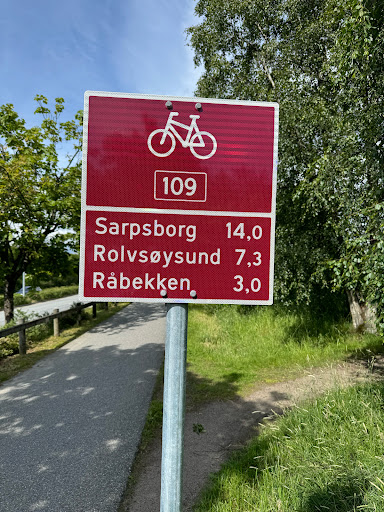 109
Sarpsborg 14,0
Rolvsøysund 7,3
Råbekken 3,0